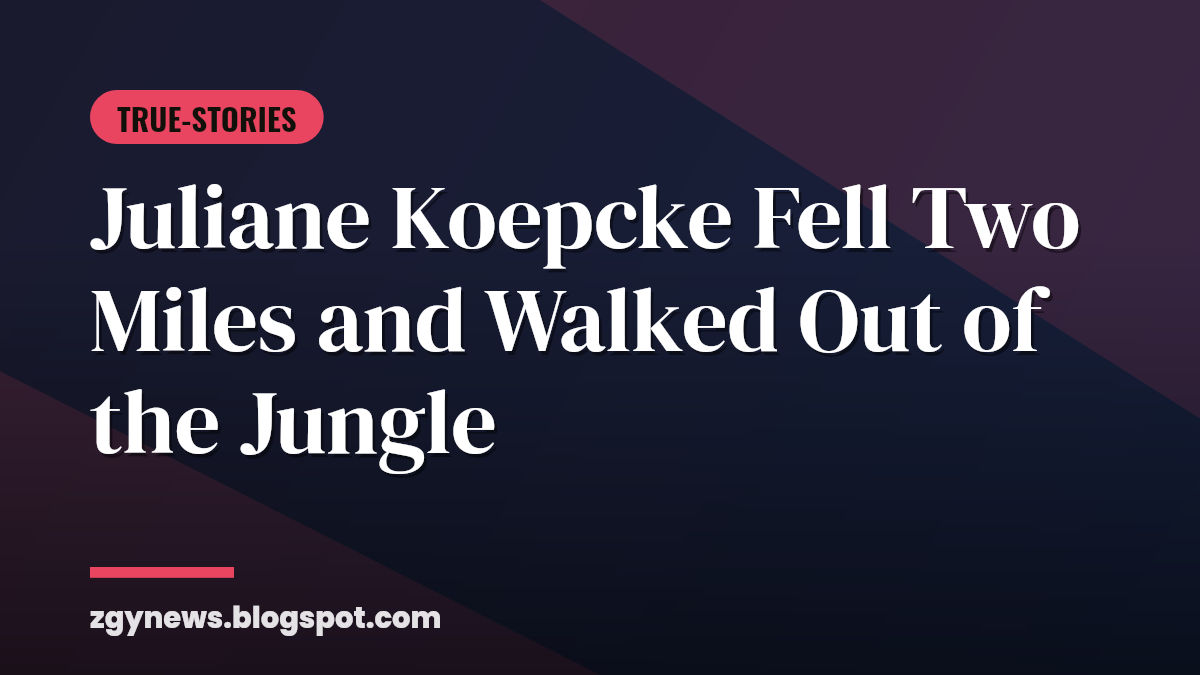 TRUE-STORIES
Juliane Koepcke Fell Two
Miles and Walked Out of
the Jungle
zgynews.blogspot.com